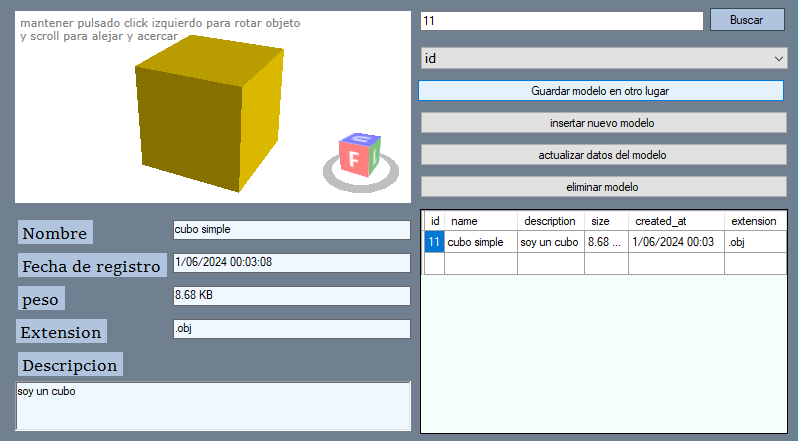 mantener pulsado click izquierdo para rotar objeto
y scroll para alejar y acercar
F
Nombre
cubo simple
Fecha de registro
1/06/2024 00:03:08
peso
8.68 KB
Extension
.obj
Descripcion
soy un cubo
11
Buscar
id
Guardar modelo en otro lugar
insertar nuevo modelo
actualizar datos del modelo
eliminar modelo
id name description size created_at extension
11 cubo simple soy un cubo 8.68 ... 1/06/2024 00:03 .obj